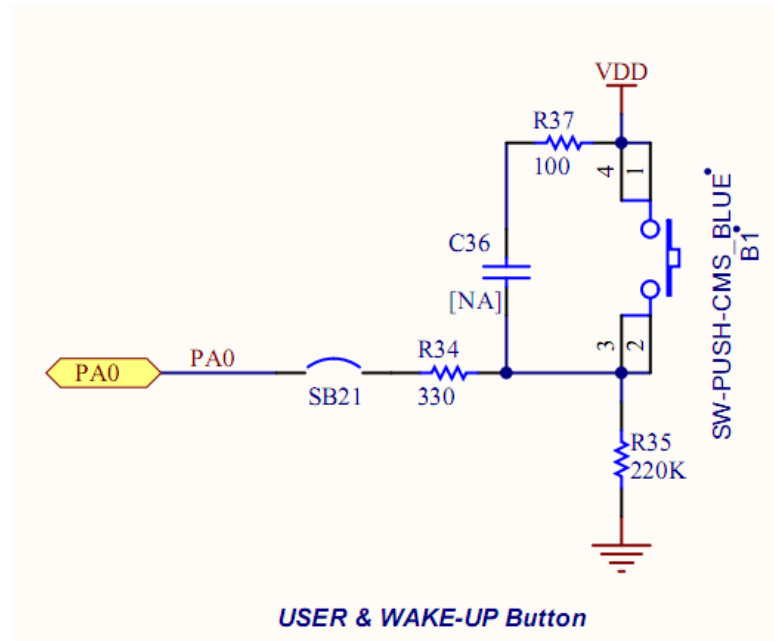 VDD
R37
100
4
1
C36
[NA]
SW-PUSH-CMS_BLUE
B1
PA0
PA0
SB21
R34
330
3
2
R35
220K
USER & WAKE-UP Button